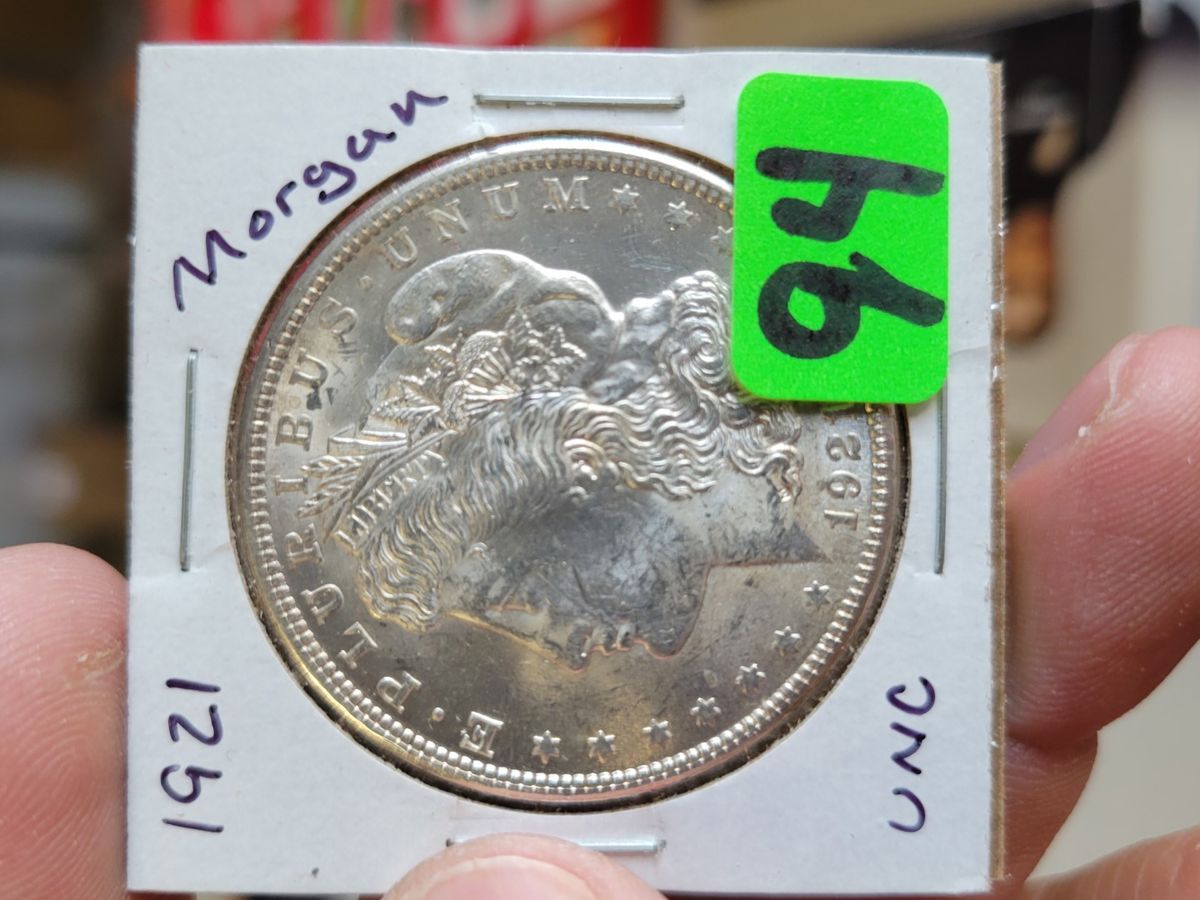 Morgan
94
E · PLURIBUS · UNUM
LIBERTY
1921
1921
UNC